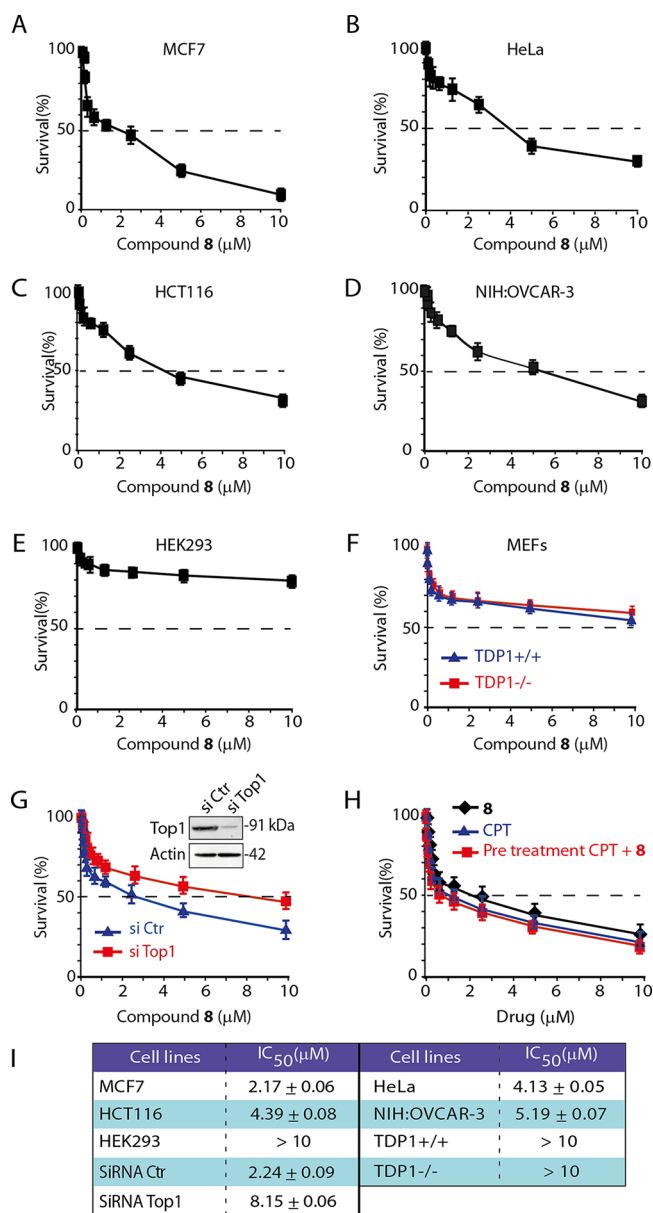 A
MCF7
100
50
0
Survival(%)
0 2 4 6 8 10
Compound 8 (µM)
B
HeLa
100
50
0
Survival(%)
0 2 4 6 8 10
Compound 8 (µM)
C
HCT116
100
50
0
Survival (%)
0 2 4 6 8 10
Compound 8 (µM)
D
NIH:OVCAR-3
100
50
0
Survival (%)
0 2 4 6 8 10
Compound 8 (µM)
E
HEK293
100
50
0
Survival(%)
0 2 4 6 8 10
Compound 8 (µM)
F
MEFs
100
50
0
Survival(%)
TDP1+/+
TDP1-/-
0 2 4 6 8 10
Compound 8 (µM)
G
100
50
0
Survival(%)
si Ctr
si Top1
Top1
-91 kDa
Actin
-42
si Ctr
si Top1
0 2 4 6 8 10
Compound 8 (µM)
H
100
50
0
Survival(%)
8
CPT
Pre treatment CPT + 8
0 2 4 6 8 10
Drug (µM)
I
Cell lines IC50(µM) Cell lines IC50(µM)
MCF7 2.17 ± 0.06 HeLa 4.13 ± 0.05
HCT116 4.39 ± 0.08 NIH:OVCAR-3 5.19 ± 0.07
HEK293 > 10 TDP1+/+ > 10
SiRNA Ctr 2.24 ± 0.09 TDP1-/- > 10
SiRNA Top1 8.15 ± 0.06